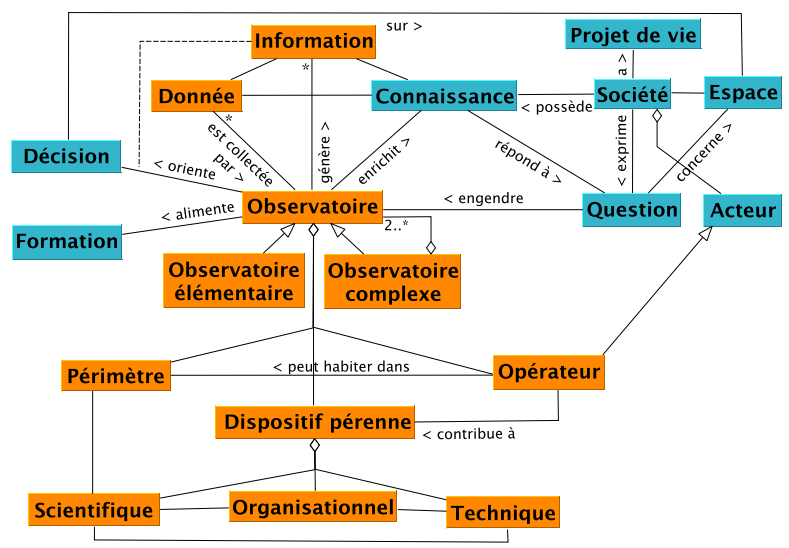 sur >
Projet de vie
Information
*
a >
Donnée
Connaissance
Société
Espace
< possède
*
est collectée
par >
génère >
enrichit >
répond à >
< exprime
concerne >
Décision
< oriente
Observatoire
< engendre
Question
Acteur
< alimente
2..*
Formation
Observatoire
élémentaire
Observatoire
complexe
Périmètre
< peut habiter dans
Opérateur
Dispositif pérenne
< contribue à
Scientifique
Organisationnel
Technique